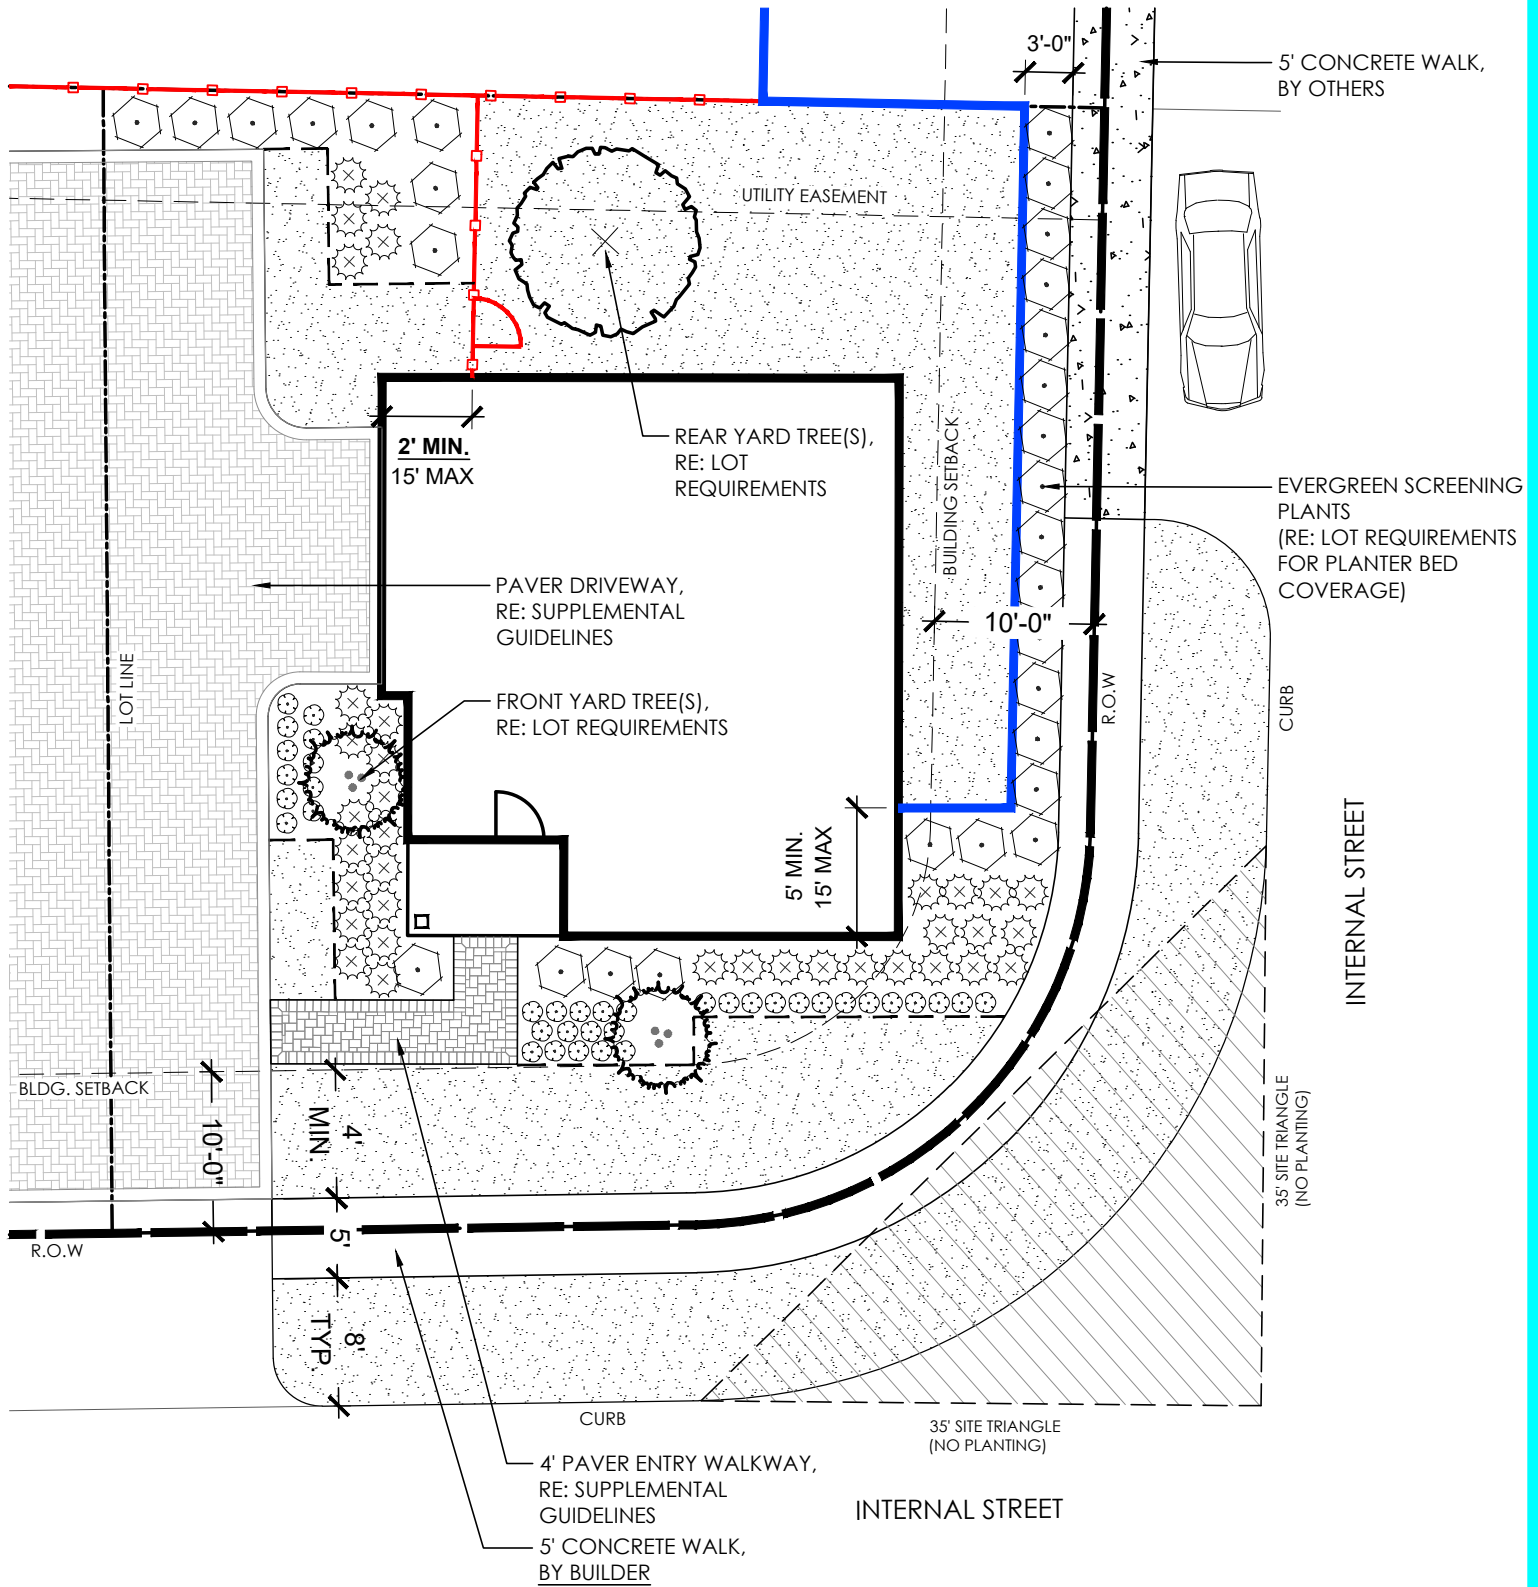 3'-0"
5' CONCRETE WALK,
BY OTHERS
UTILITY EASEMENT
2' MIN.
15' MAX
REAR YARD TREE(S),
RE: LOT
REQUIREMENTS
BUILDING SETBACK
EVERGREEN SCREENING
PLANTS
(RE: LOT REQUIREMENTS
FOR PLANTER BED
COVERAGE)
PAVER DRIVEWAY,
RE: SUPPLEMENTAL
GUIDELINES
10'-0"
LOT LINE
FRONT YARD TREE(S),
RE: LOT REQUIREMENTS
R.O.W
CURB
5' MIN.
15' MAX
INTERNAL STREET
BLDG. SETBACK
10'-0"
4'
MIN.
35' SITE TRIANGLE
(NO PLANTING)
R.O.W
5'
8'
TYP.
CURB
35' SITE TRIANGLE
(NO PLANTING)
4' PAVER ENTRY WALKWAY,
RE: SUPPLEMENTAL
GUIDELINES
INTERNAL STREET
5' CONCRETE WALK,
BY BUILDER